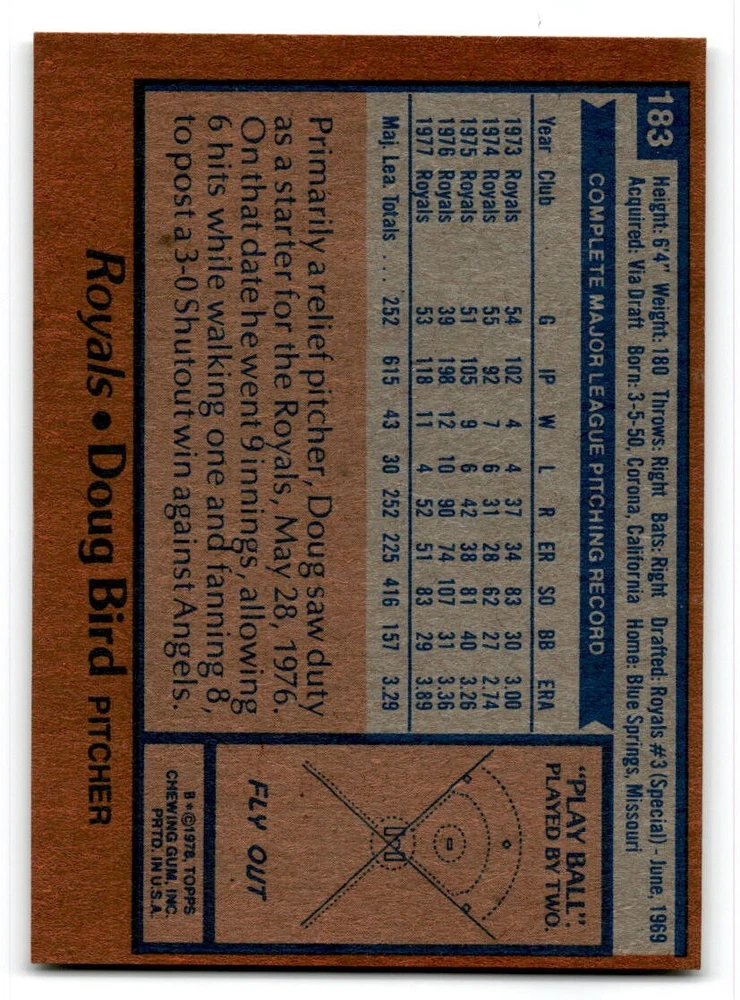 183
Height: 6'4" Weight: 180 Throws: Right Bats: Right Drafted: Royals #3 (Special) - June, 1969
Acquired: Via Draft Born: 3-5-50, Corona, California Home: Blue Springs, Missouri
COMPLETE MAJOR LEAGUE PITCHING RECORD
Year Club G IP W L R ER SO BB ERA
1973 Royals 54 102 4 4 37 34 83 30 3.00
1974 Royals 55 92 7 6 31 28 62 27 2.74
1975 Royals 51 105 9 6 42 38 81 40 3.26
1976 Royals 39 198 12 10 90 74 107 31 3.36
1977 Royals 53 118 11 4 52 51 83 29 3.89
Maj. Lea. Totals .... 252 615 43 30 252 225 416 157 3.29
Primarily a relief pitcher, Doug saw duty
as a starter for the Royals, May 28, 1976.
On that date he went 9 innings, allowing
6 hits while walking one and fanning 8,
to post a 3-0 Shutout win against Angels.
"PLAY BALL".
PLAYED BY TWO.
FLY OUT
B*©1978, TOPPS
CHEWING GUM, INC.
PRTD. IN U.S.A.
Royals • Doug Bird PITCHER